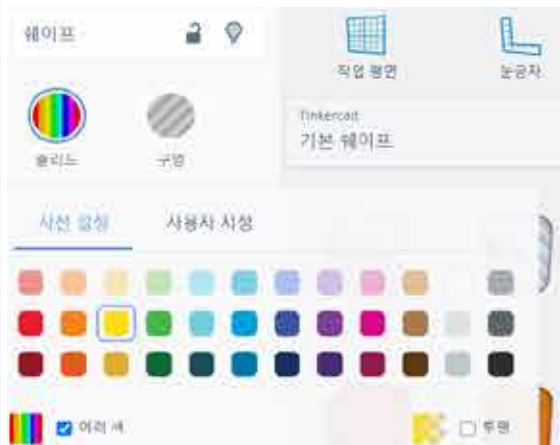 쉐이프
작업 평면
눈금자
솔리드
구멍
Tinkercad
기본 쉐이프
사전 설정
사용자 지정
여러 색
투명